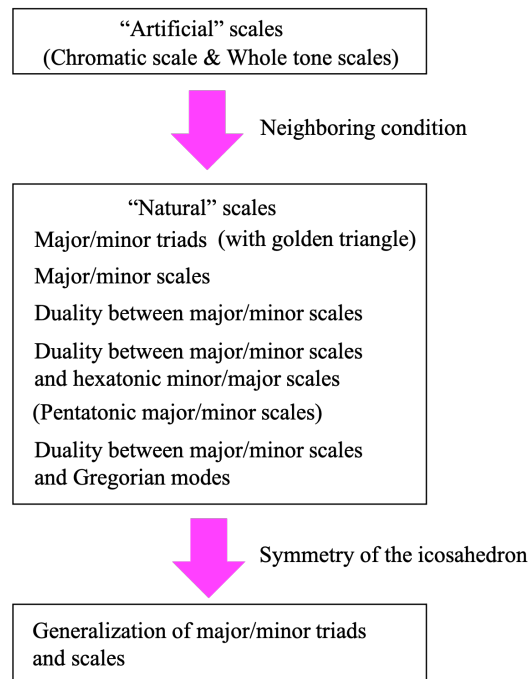 “Artificial” scales
(Chromatic scale & Whole tone scales)
Neighboring condition
“Natural” scales
Major/minor triads (with golden triangle)
Major/minor scales
Duality between major/minor scales
Duality between major/minor scales
and hexatonic minor/major scales
(Pentatonic major/minor scales)
Duality between major/minor scales
and Gregorian modes
Symmetry of the icosahedron
Generalization of major/minor triads
and scales